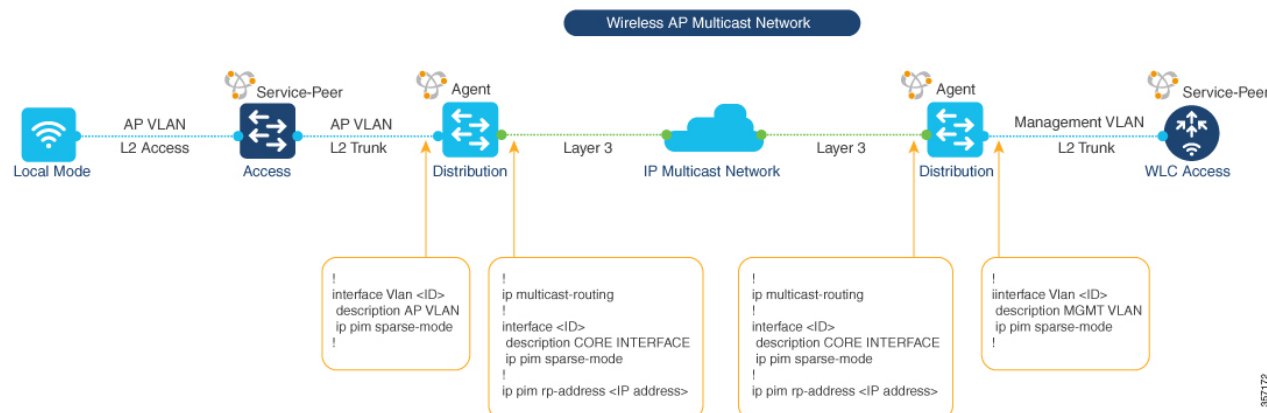 Wireless AP Multicast Network
Service-Peer
Agent
Agent
Service-Peer
AP VLAN
L2 Access
AP VLAN
L2 Trunk
Layer 3
Layer 3
Management VLAN
L2 Trunk
Local Mode
Access
Distribution
IP Multicast Network
Distribution
WLC Access
!
interface Vlan <ID>
description AP VLAN
ip pim sparse-mode
!
!
ip multicast-routing
!
interface <ID>
description CORE INTERFACE
ip pim sparse-mode
!
ip pim rp-address <IP address>
!
ip multicast-routing
!
interface <ID>
description CORE INTERFACE
ip pim sparse-mode
!
ip pim rp-address <IP address>
!
iinterface Vlan <ID>
description MGMT VLAN
ip pim sparse-mode
!
357172